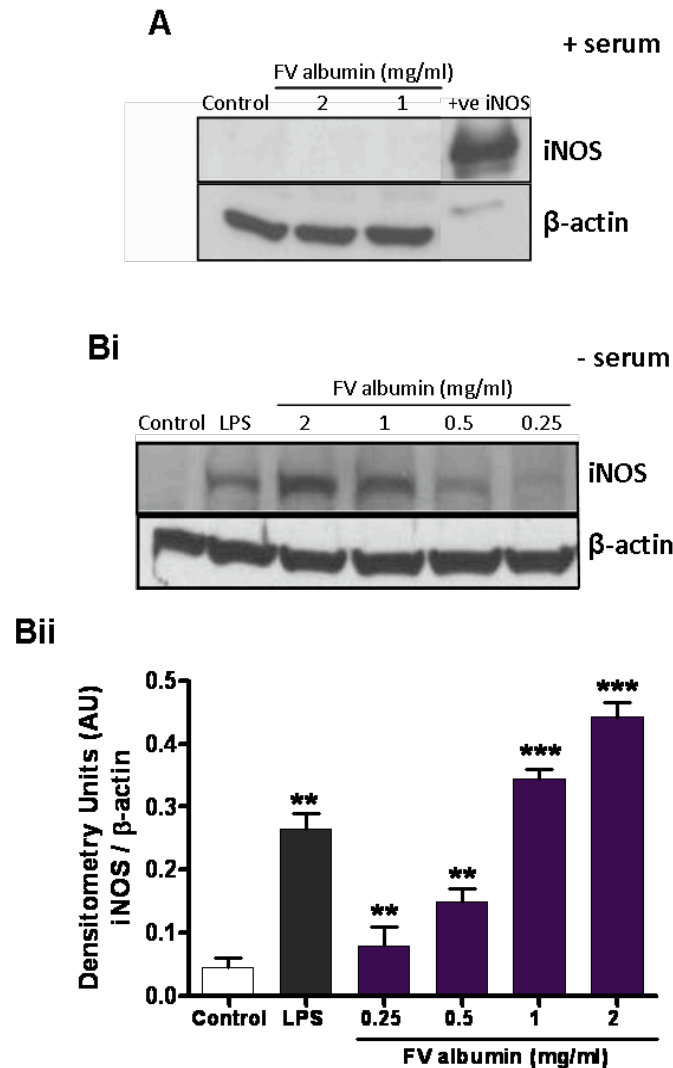 A
+ serum
FV albumin (mg/ml)
Control 2 1 +ve iNOS
iNOS
β-actin
Bi
- serum
FV albumin (mg/ml)
Control LPS 2 1 0.5 0.25
iNOS
β-actin
Bii
Densitometry Units (AU)
iNOS / β-actin
0.5
0.4
0.3
0.2
0.1
0.0
**
**
**
***
***
Control LPS 0.25 0.5 1 2
FV albumin (mg/ml)